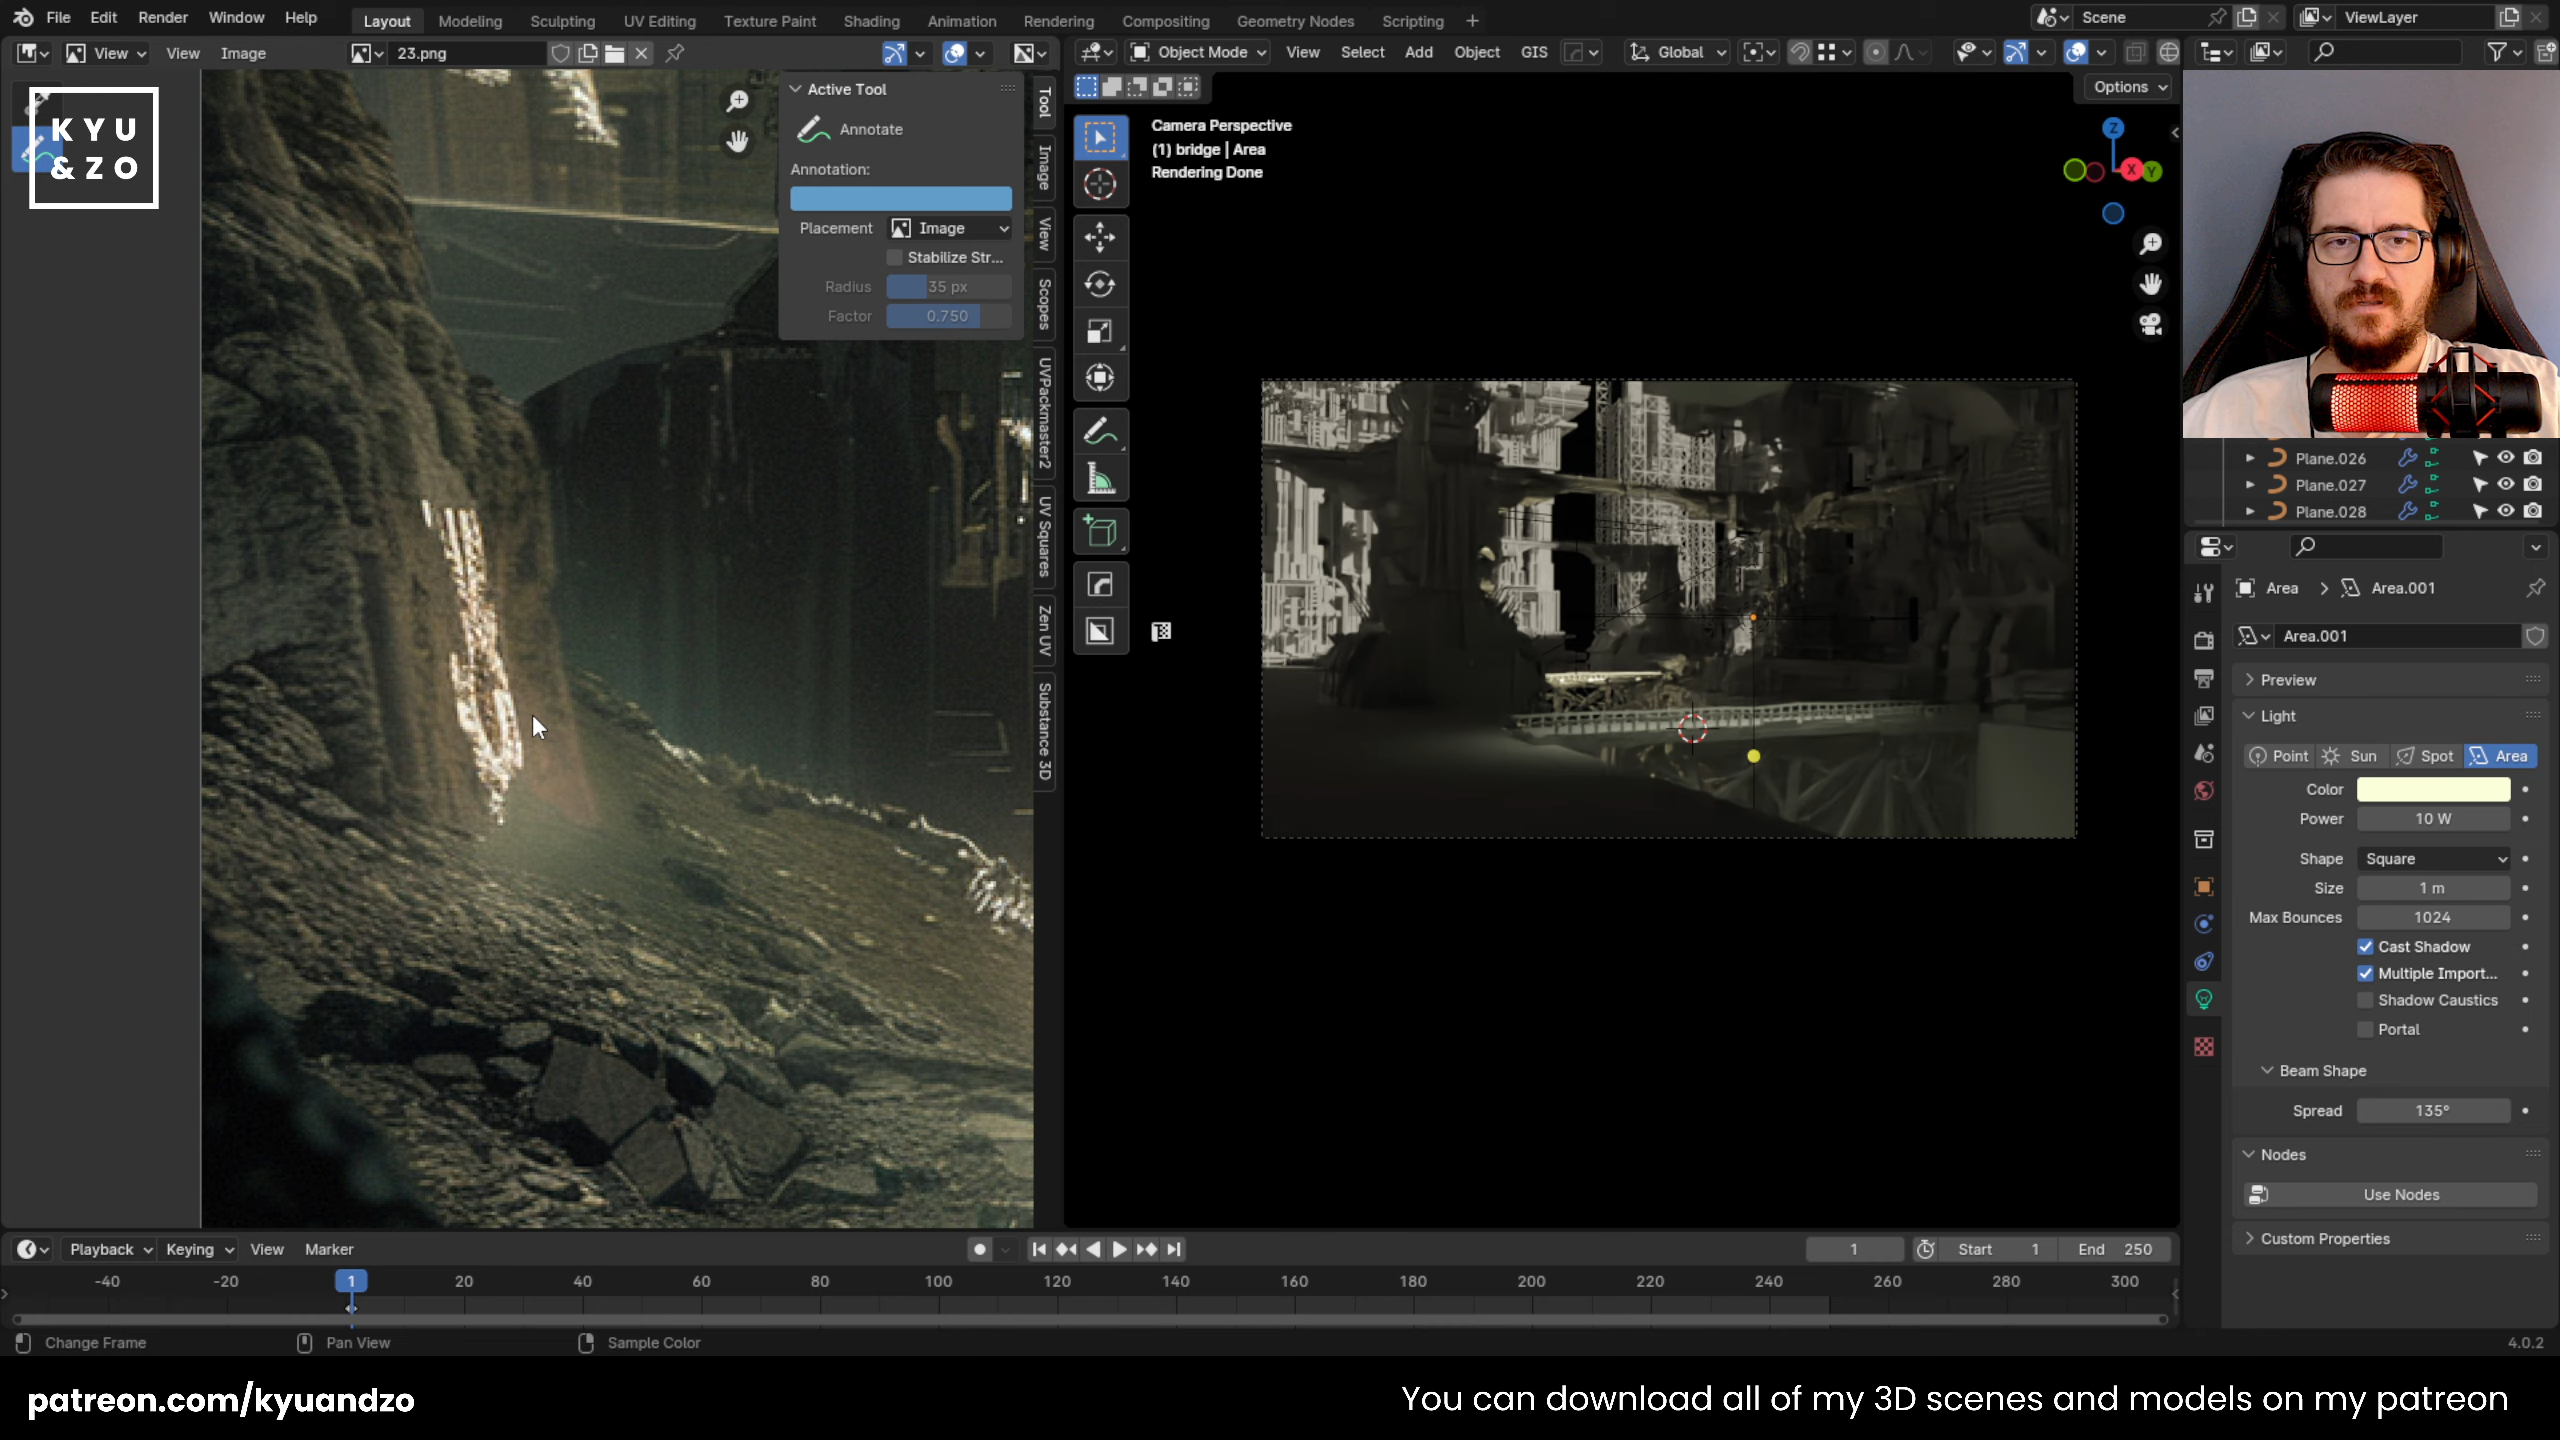 File Edit Render Window Help
Layout Modeling Sculpting UV Editing Texture Paint Shading Animation Rendering Compositing Geometry Nodes Scripting +
Scene
ViewLayer
View View Image 23.png
Object Mode View Select Add Object GIS Global
Options
KYU
&ZO
Active Tool
Annotate
Annotation:
Placement Image
Stabilize Str...
Radius 35 px
Factor 0.750
Tool
Image
View
Scopes
UVPackmaster2
UV Squares
Zen UV
Substance 3D
Camera Perspective
(1) bridge | Area
Rendering Done
Z
X
Y
Plane.026
Plane.027
Plane.028
Area > Area.001
Area.001
Preview
Light
Point Sun Spot Area
Color
Power 10 W
Shape Square
Size 1 m
Max Bounces 1024
Cast Shadow
Multiple Import...
Shadow Caustics
Portal
Beam Shape
Spread 135°
Nodes
Use Nodes
Custom Properties
Playback Keying View Marker
1 Start 1 End 250
-40 -20 1 20 40 60 80 100 120 140 160 180 200 220 240 260 280 300
Change Frame Pan View Sample Color
4.0.2
patreon.com/kyuandzo
You can download all of my 3D scenes and models on my patreon